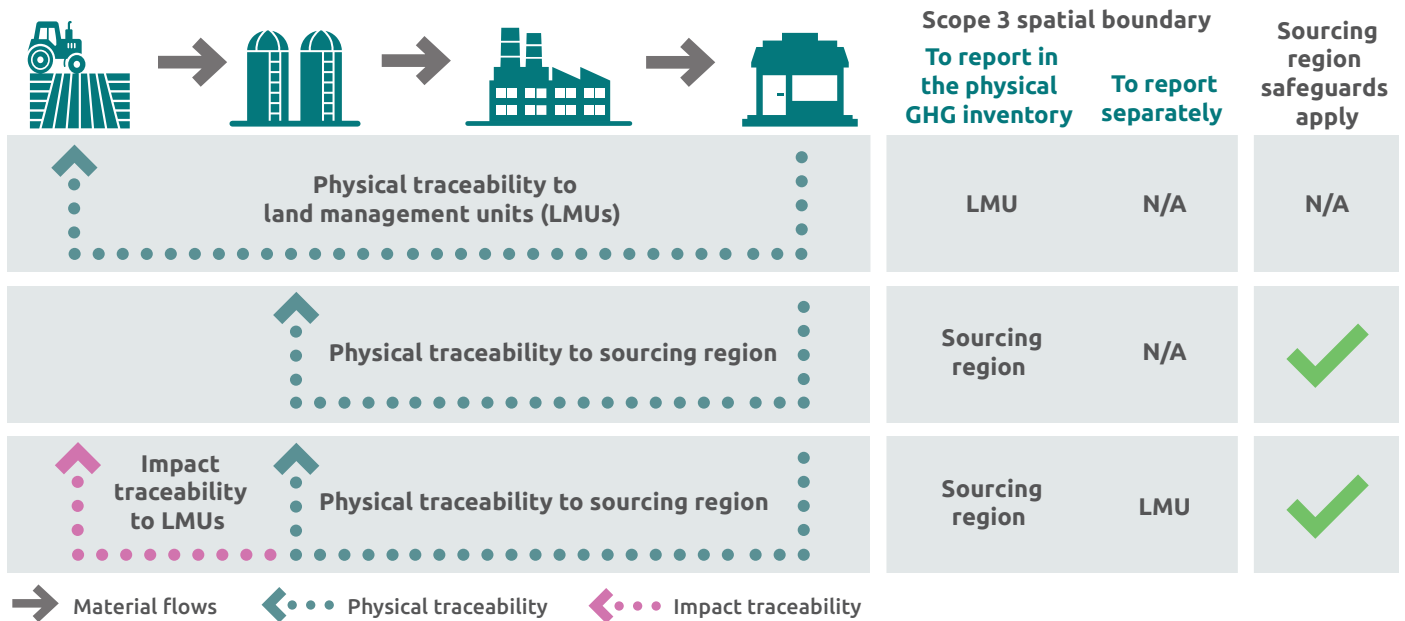 Scope 3 spatial boundary
To report in
the physical
GHG inventory
To report
separately
Sourcing
region
safeguards
apply
Physical traceability to
land management units (LMUs)
LMU
N/A
N/A
Physical traceability to sourcing region
Sourcing
region
N/A
Impact
traceability
to LMUs
Physical traceability to sourcing region
Sourcing
region
LMU
Material flows
Physical traceability
Impact traceability